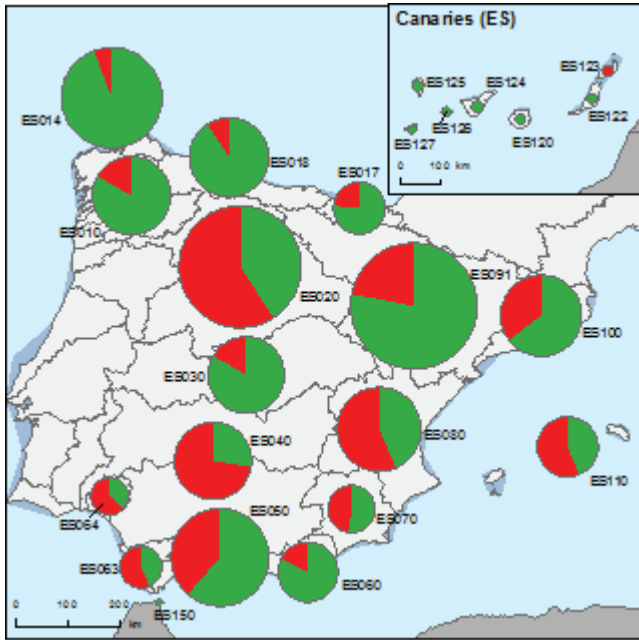 Canaries (ES)
ES123
ES125
ES124
ES122
ES126
ES120
ES127
0 100 km
ES014
ES018
ES017
ES010
ES091
ES020
ES100
ES030
ES040
ES080
ES110
ES050
ES064
ES070
ES063
ES060
ES150
0 100 200
km